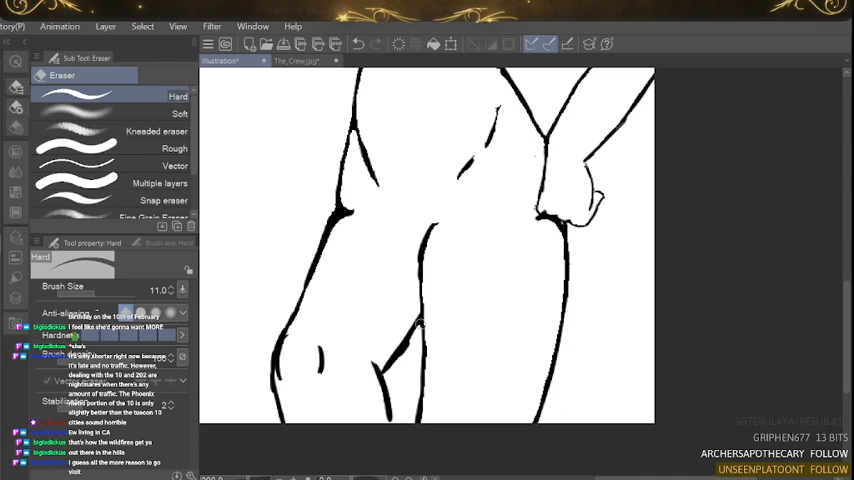 tory(P) Animation Layer Select View Filter Window Help
Illustration* The_Crew.jpg*
Sub Tool: Eraser
Eraser
Hard
Soft
Kneaded eraser
Rough
Vector
Multiple layers
Snap eraser
Fine Grain Eraser
Tool property: Hard Brush size: Hard
Hard
Brush Size 11.0
Anti-aliasing
birthday on the 10th of February
I feel like she'd gonna want MORE
Hardness
bigisdickus
*she's
it's only shorter right now because
it's late and no traffic. However,
dealing with the 10 and 202 are
nightmares when there's any
amount of traffic. The Phoenix
metro portion of the 10 is only
slightly better than the tuscon 10
Vector eraser
Stabilization 2
cities sound horrible
Ew living in CA
that's how the wildfires get ya
out there in the hills
I guess all the more reason to go
visit
SGTERULAYA RESUB X1
GRIPHEN677 13 BITS
ARCHERSAPOTHECARY FOLLOW
UNSEENPLATOONT FOLLOW